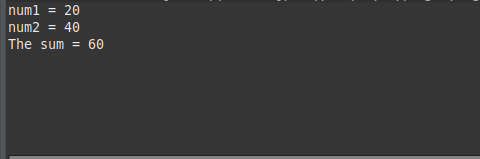 num1 = 20
num2 = 40
The sum = 60